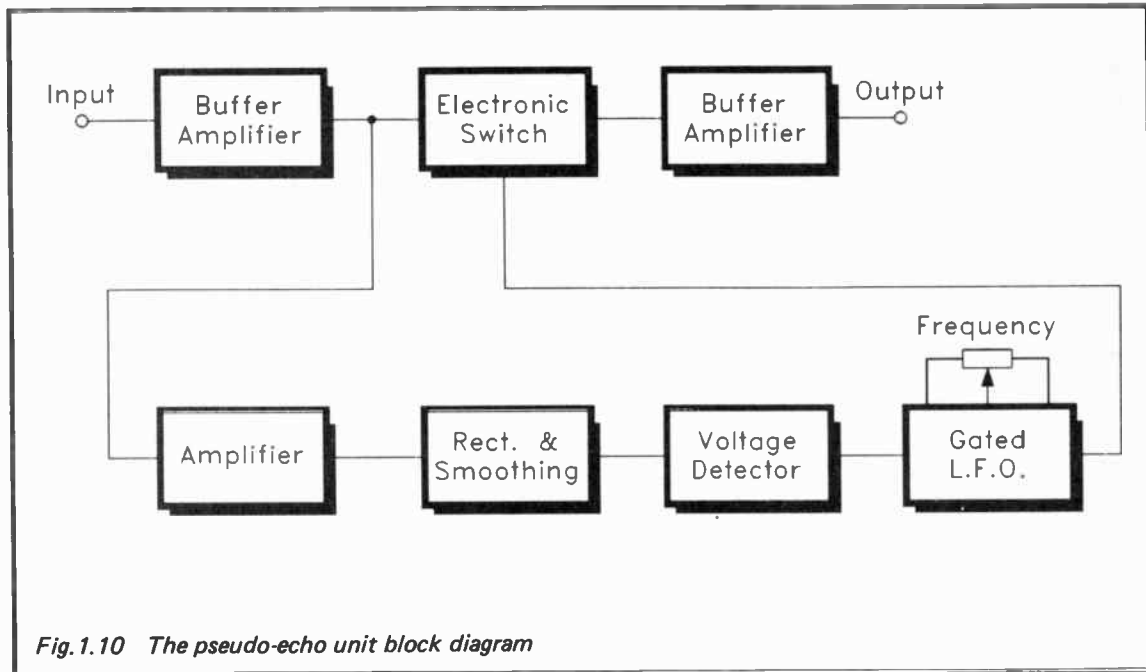 Input
Buffer
Amplifier
Electronic
Switch
Buffer
Amplifier
Output
Frequency
Amplifier
Rect. &
Smoothing
Voltage
Detector
Gated
L.F.O.
Fig.1.10 The pseudo-echo unit block diagram